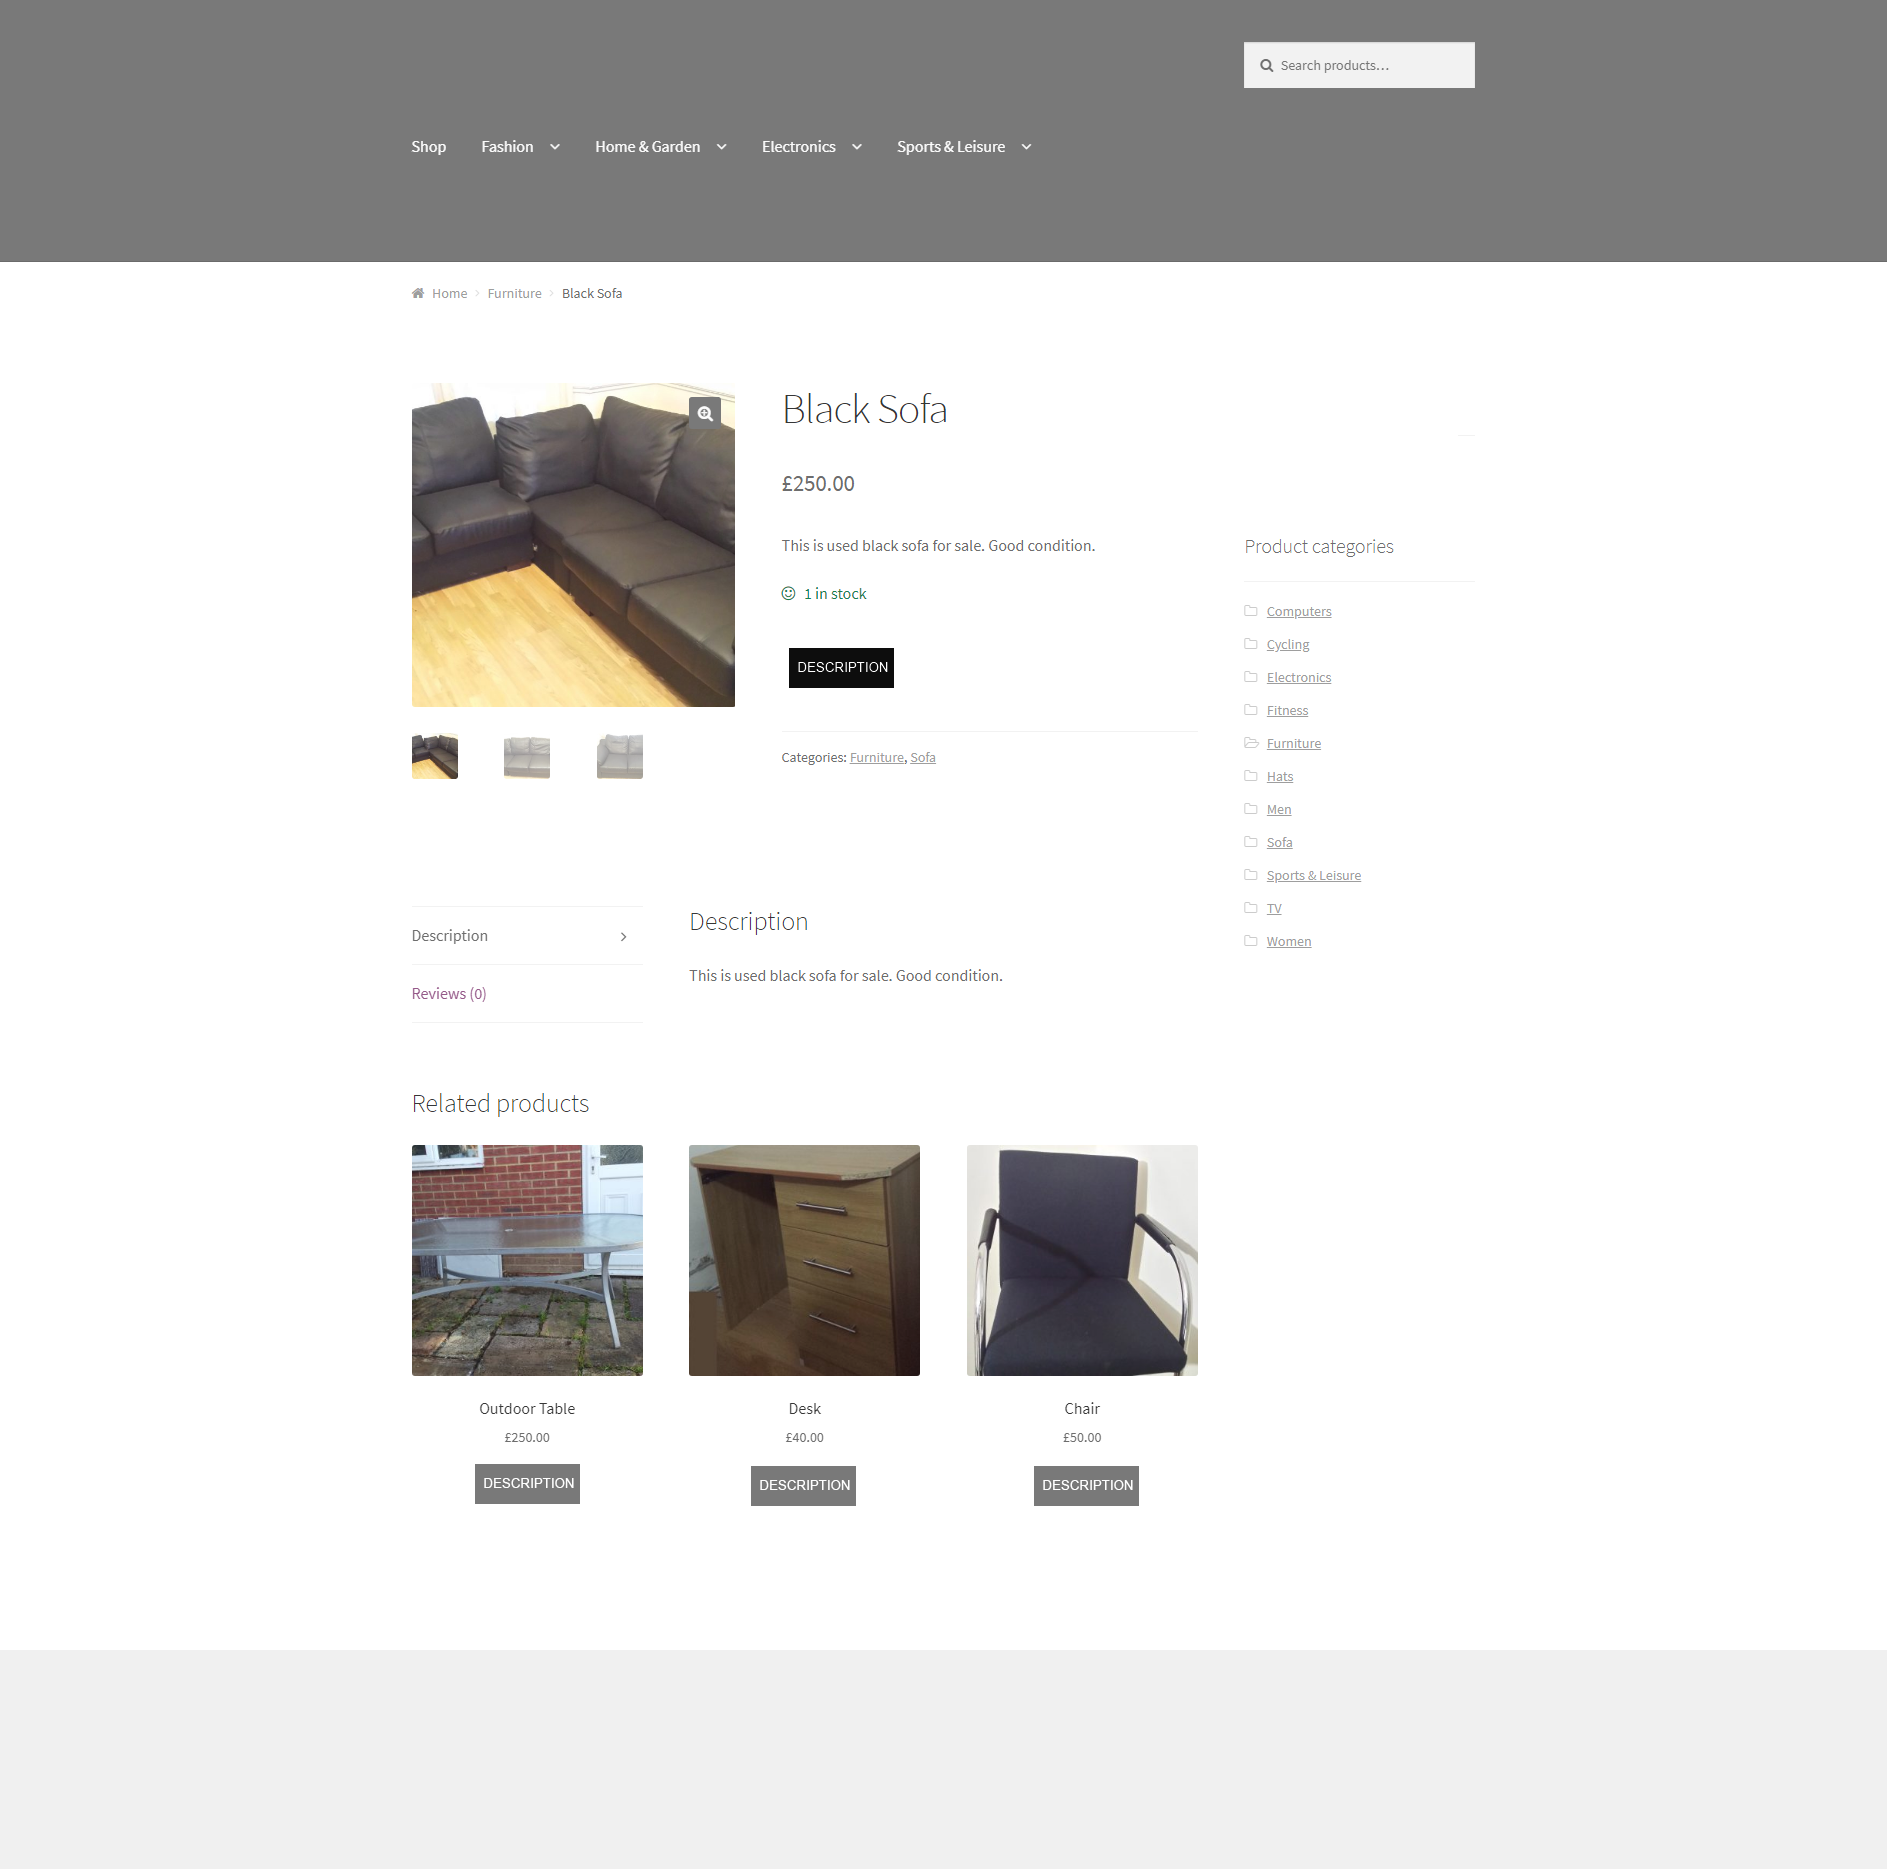 Search products…
Shop Fashion Home & Garden Electronics Sports & Leisure
Home Furniture Black Sofa
Black Sofa
£250.00
This is used black sofa for sale. Good condition.
1 in stock
DESCRIPTION
Categories: Furniture, Sofa
Product categories
Computers
Cycling
Electronics
Fitness
Furniture
Hats
Men
Sofa
Sports & Leisure
TV
Women
Description
Reviews (0)
Description
This is used black sofa for sale. Good condition.
Related products
Outdoor Table
£250.00
DESCRIPTION
Desk
£40.00
DESCRIPTION
Chair
£50.00
DESCRIPTION